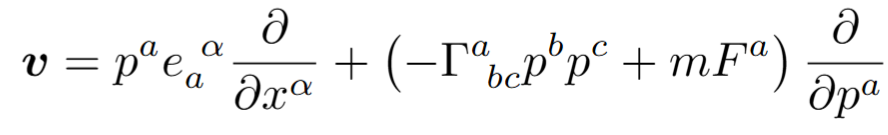 $\boldsymbol{v} = p^a e_a{}^\alpha \frac{\partial}{\partial x^\alpha} + \left(-\Gamma^a{}_{bc} p^b p^c + m F^a\right) \frac{\partial}{\partial p^a}$